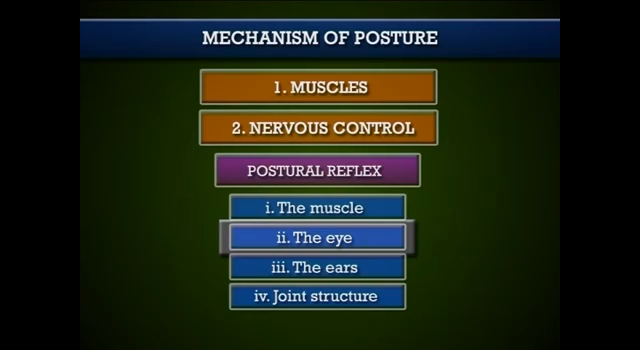 MECHANISM OF POSTURE
1. MUSCLES
2. NERVOUS CONTROL
POSTURAL REFLEX
i. The muscle
ii. The eye
iii. The ears
iv. Joint structure